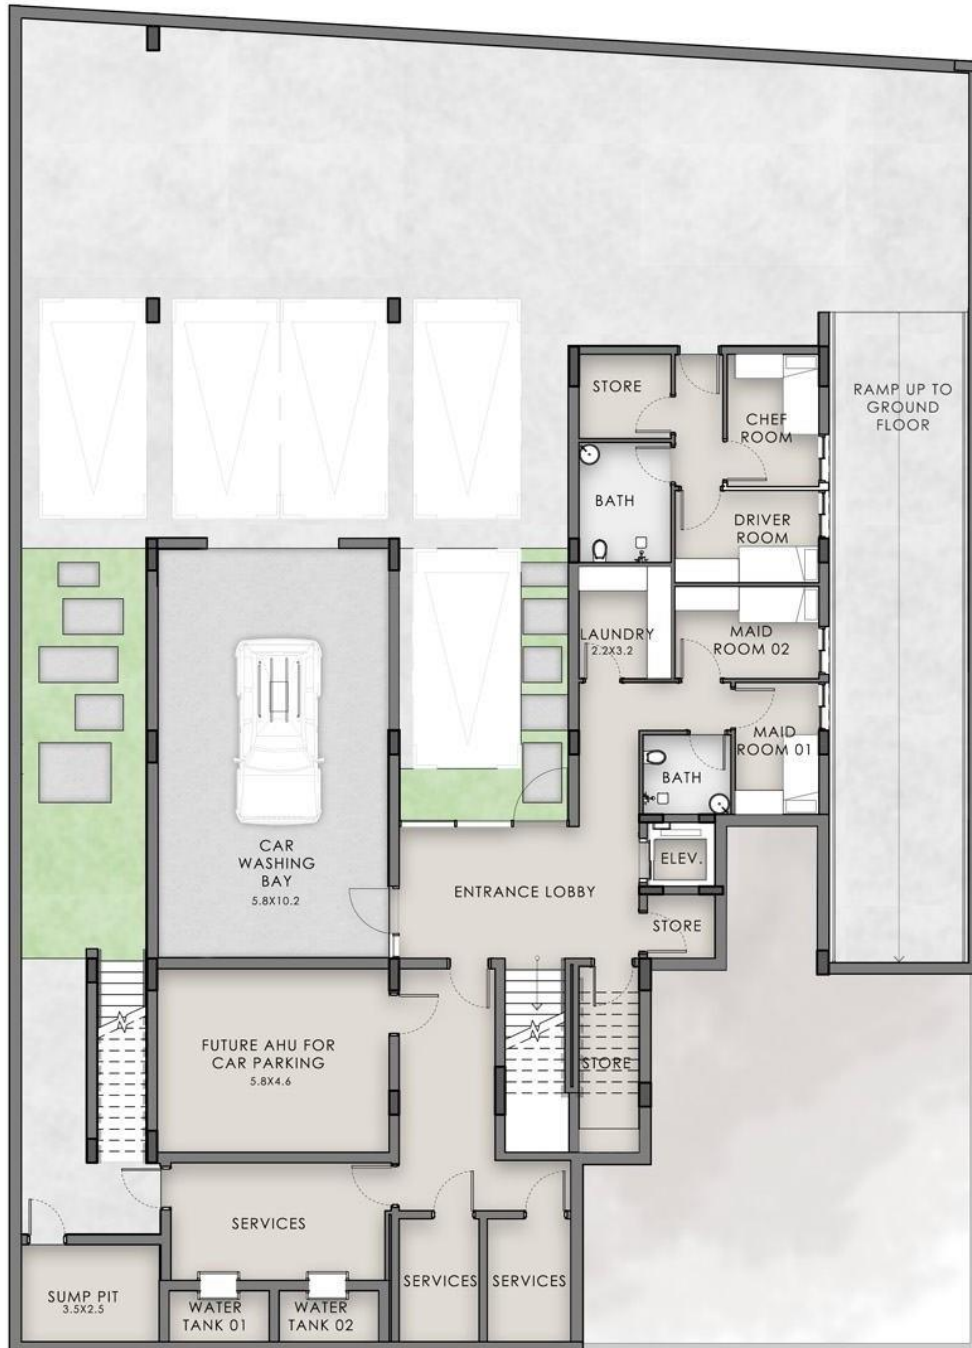 STORE
CHEF
ROOM
RAMP UP TO
GROUND
FLOOR
BATH
DRIVER
ROOM
LAUNDRY
2.2X3.2
MAID
ROOM 02
MAID
ROOM 01
BATH
CAR
WASHING
BAY
5.8X10.2
ELEV.
ENTRANCE LOBBY
STORE
FUTURE AHU FOR
CAR PARKING
5.8X4.6
STORE
SERVICES
SUMP PIT
3.5X2.5
WATER
TANK 01
WATER
TANK 02
SERVICES
SERVICES